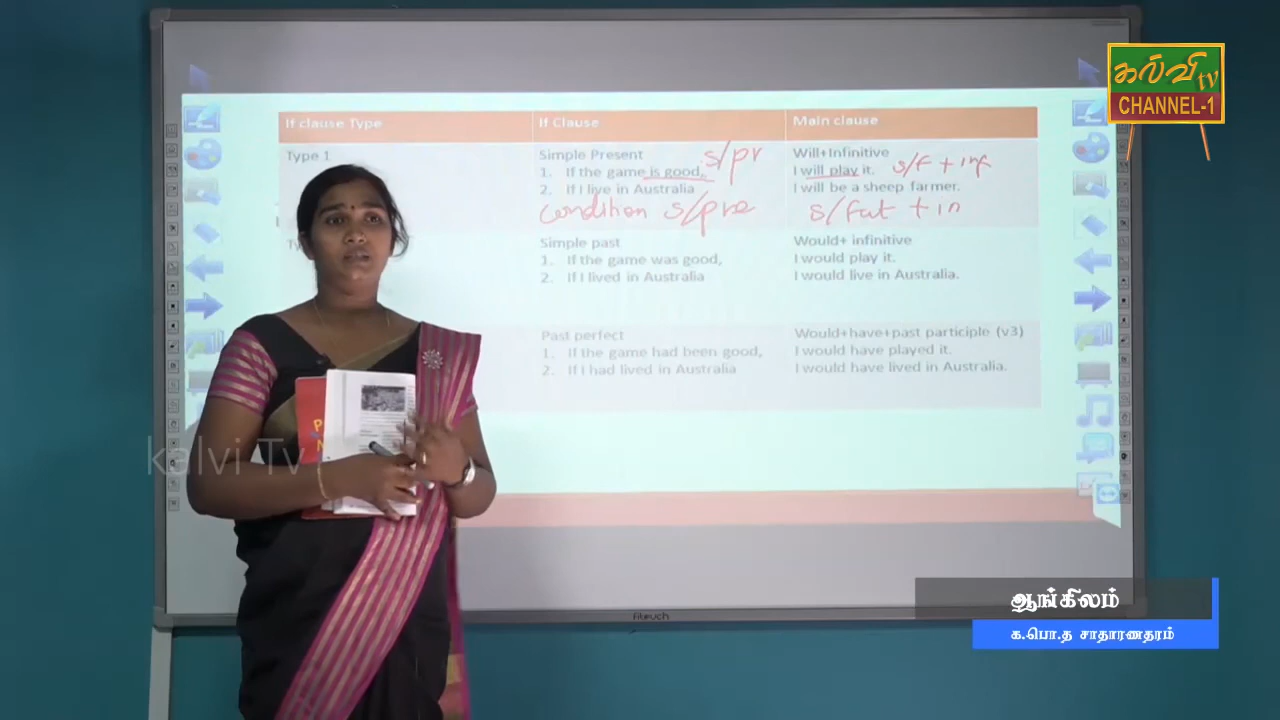 கல்வி tv
CHANNEL-1
If clause Type
If Clause
Main clause
Type 1
Simple Present
s/pr
Will+Infinitive
1. If the game is good,
I will play it.
s/f + inf
2. If I live in Australia
I will be a sheep farmer.
condition s/pre
s/fut + in
Simple past
Would+ infinitive
1. If the game was good,
I would play it.
2. If I lived in Australia
I would live in Australia.
Past perfect
Would+have+past participle (v3)
1. If the game had been good,
I would have played it.
2. If I had lived in Australia
I would have lived in Australia.
kalvi Tv
ஆங்கிலம்
க.பொ.த சாதாரணதரம்